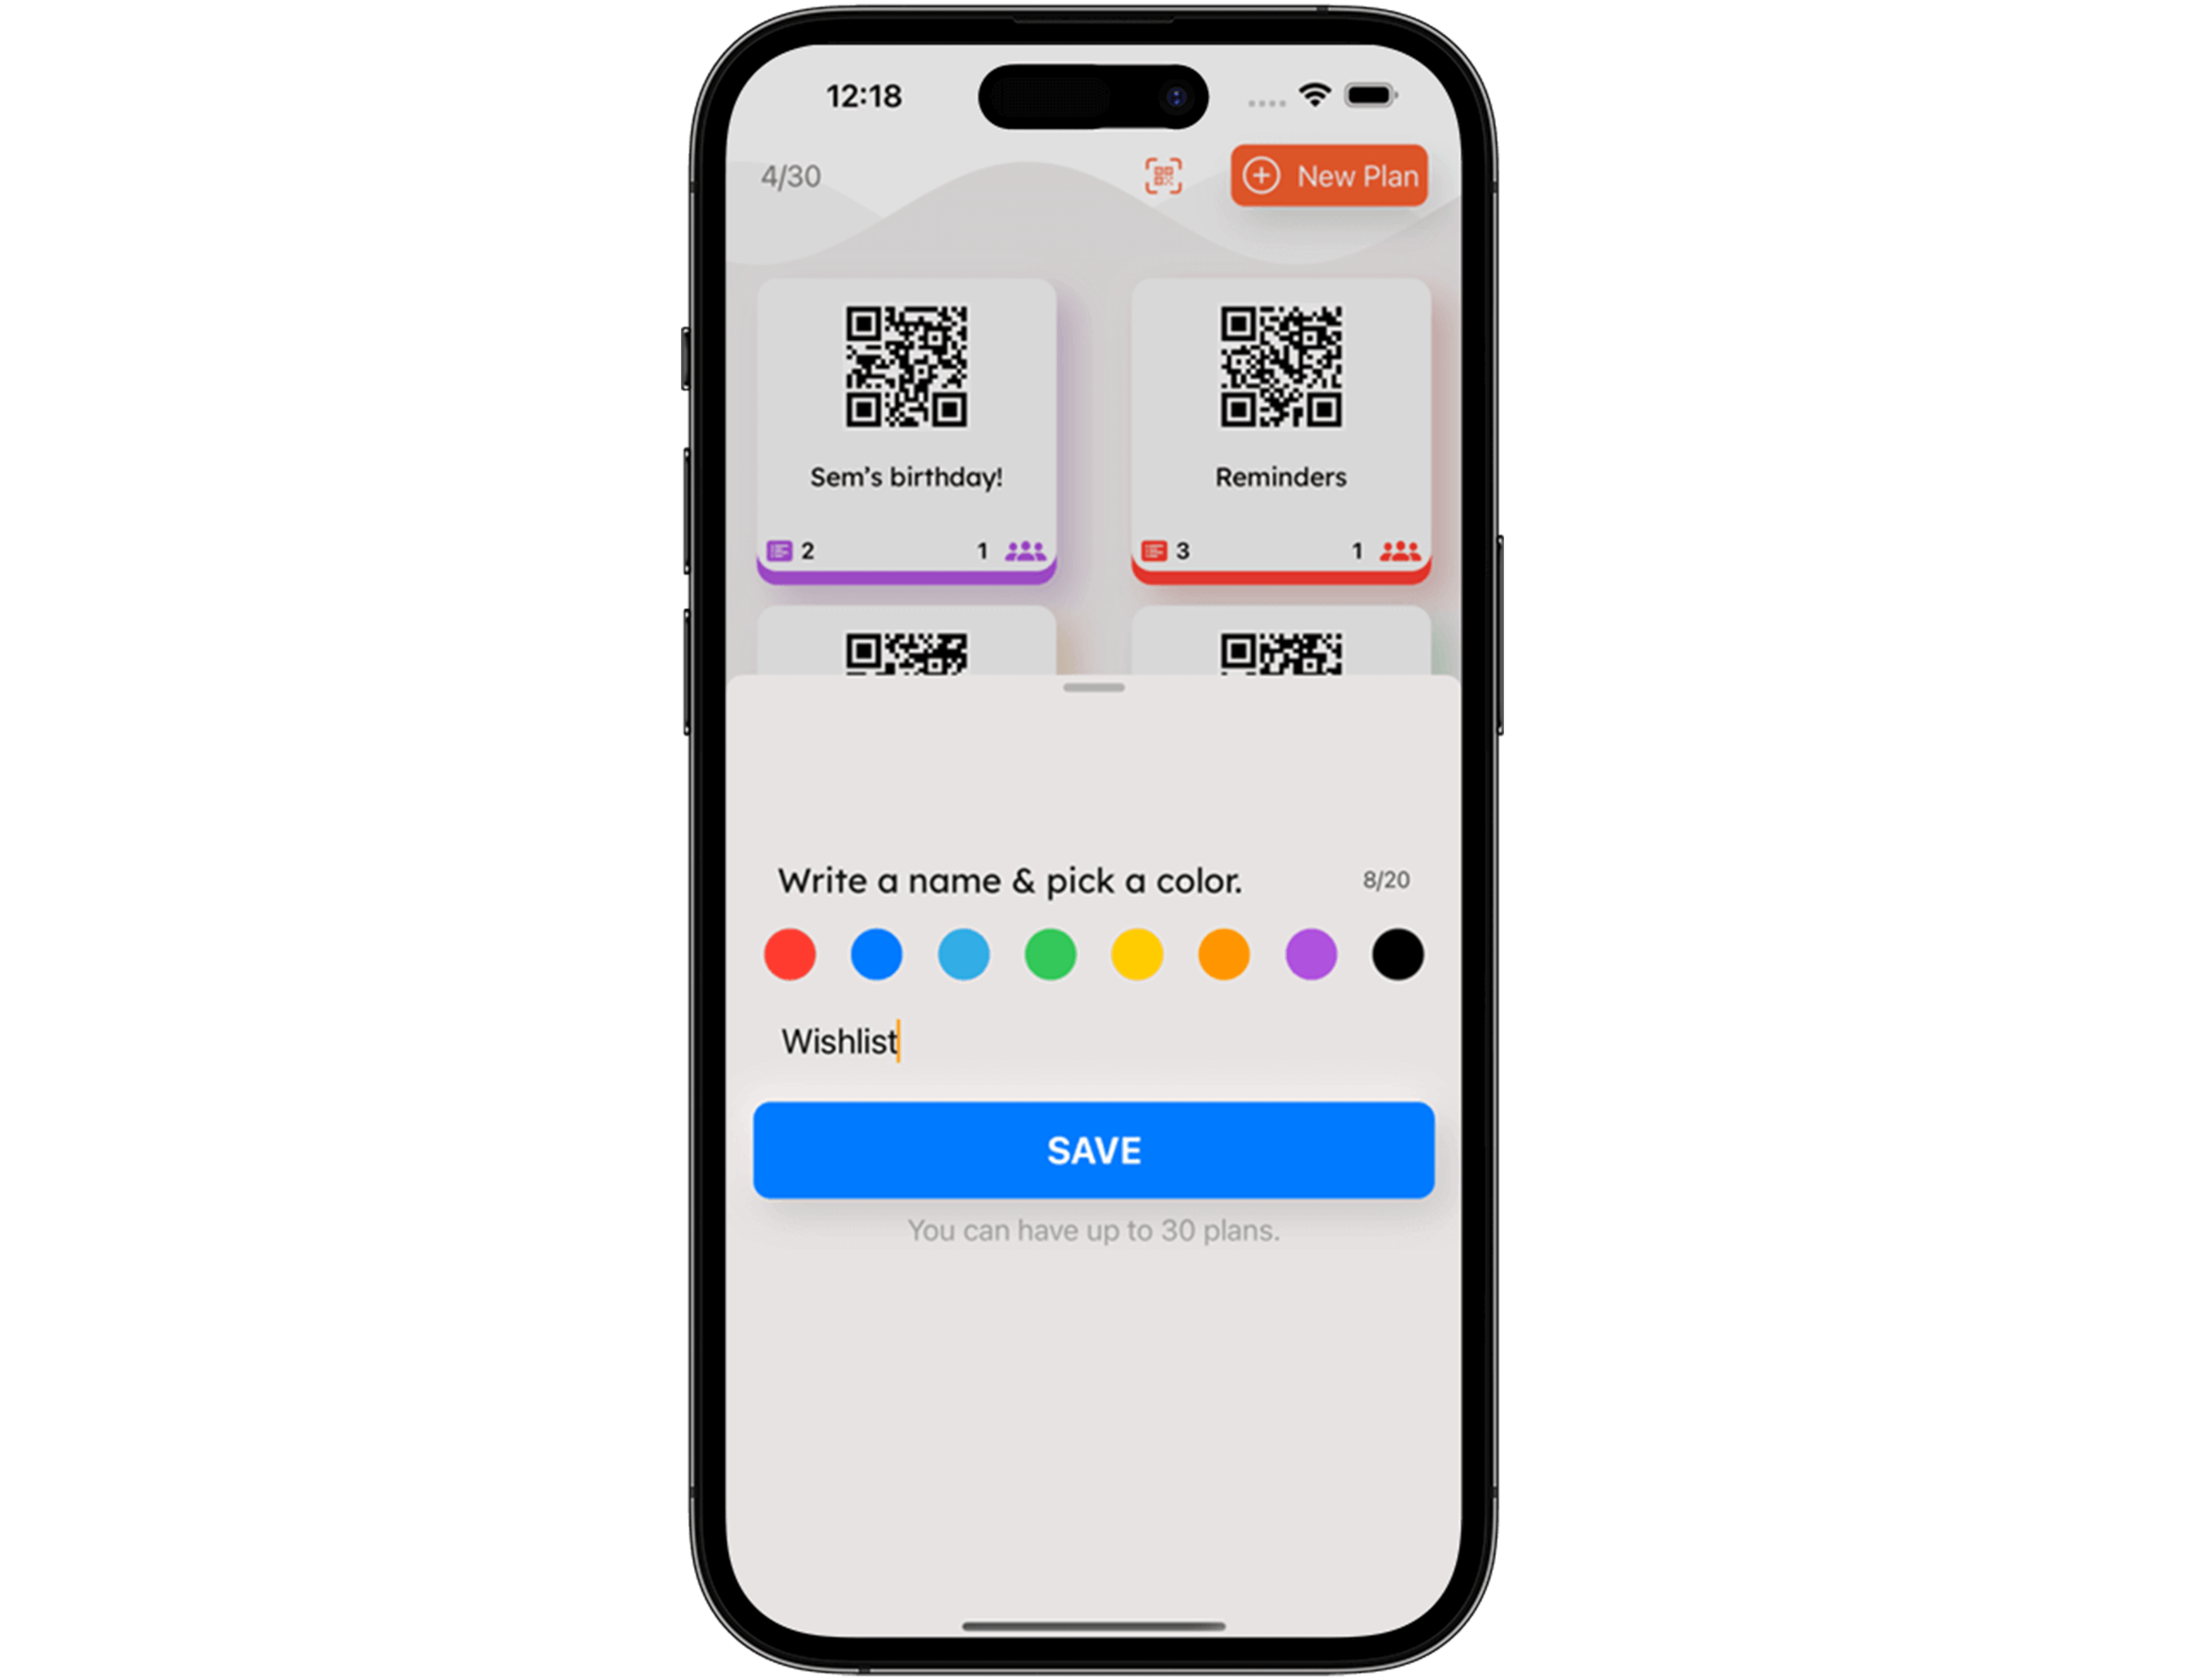 12:18
4/30
New Plan
Sem's birthday!
2
1
Reminders
3
1
Write a name & pick a color.
8/20
Wishlist
SAVE
You can have up to 30 plans.